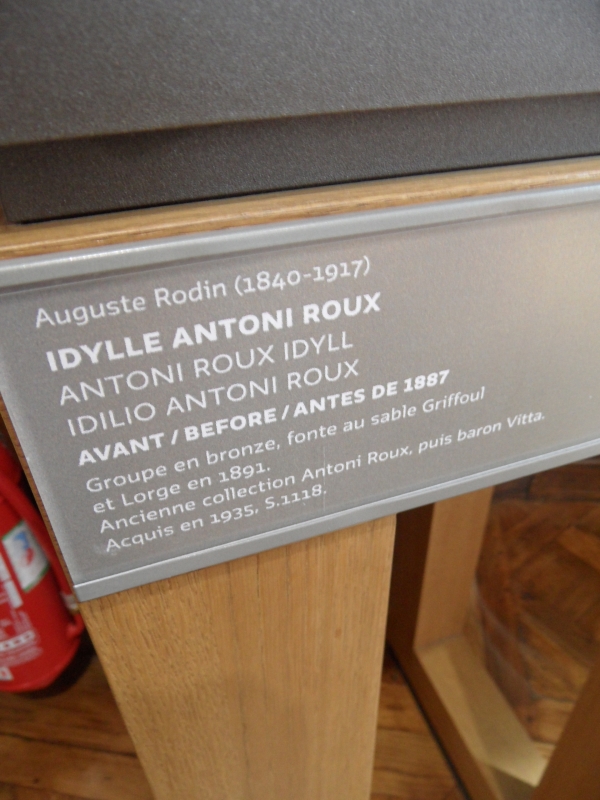 Auguste Rodin (1840-1917)
IDYLLE ANTONI ROUX
ANTONI ROUX IDYLL
IDILIO ANTONI ROUX
AVANT / BEFORE / ANTES DE 1887
Groupe en bronze, fonte au sable Griffoul
et Lorge en 1891.
Ancienne collection Antoni Roux, puis baron Vitta.
Acquis en 1935, S.1118.